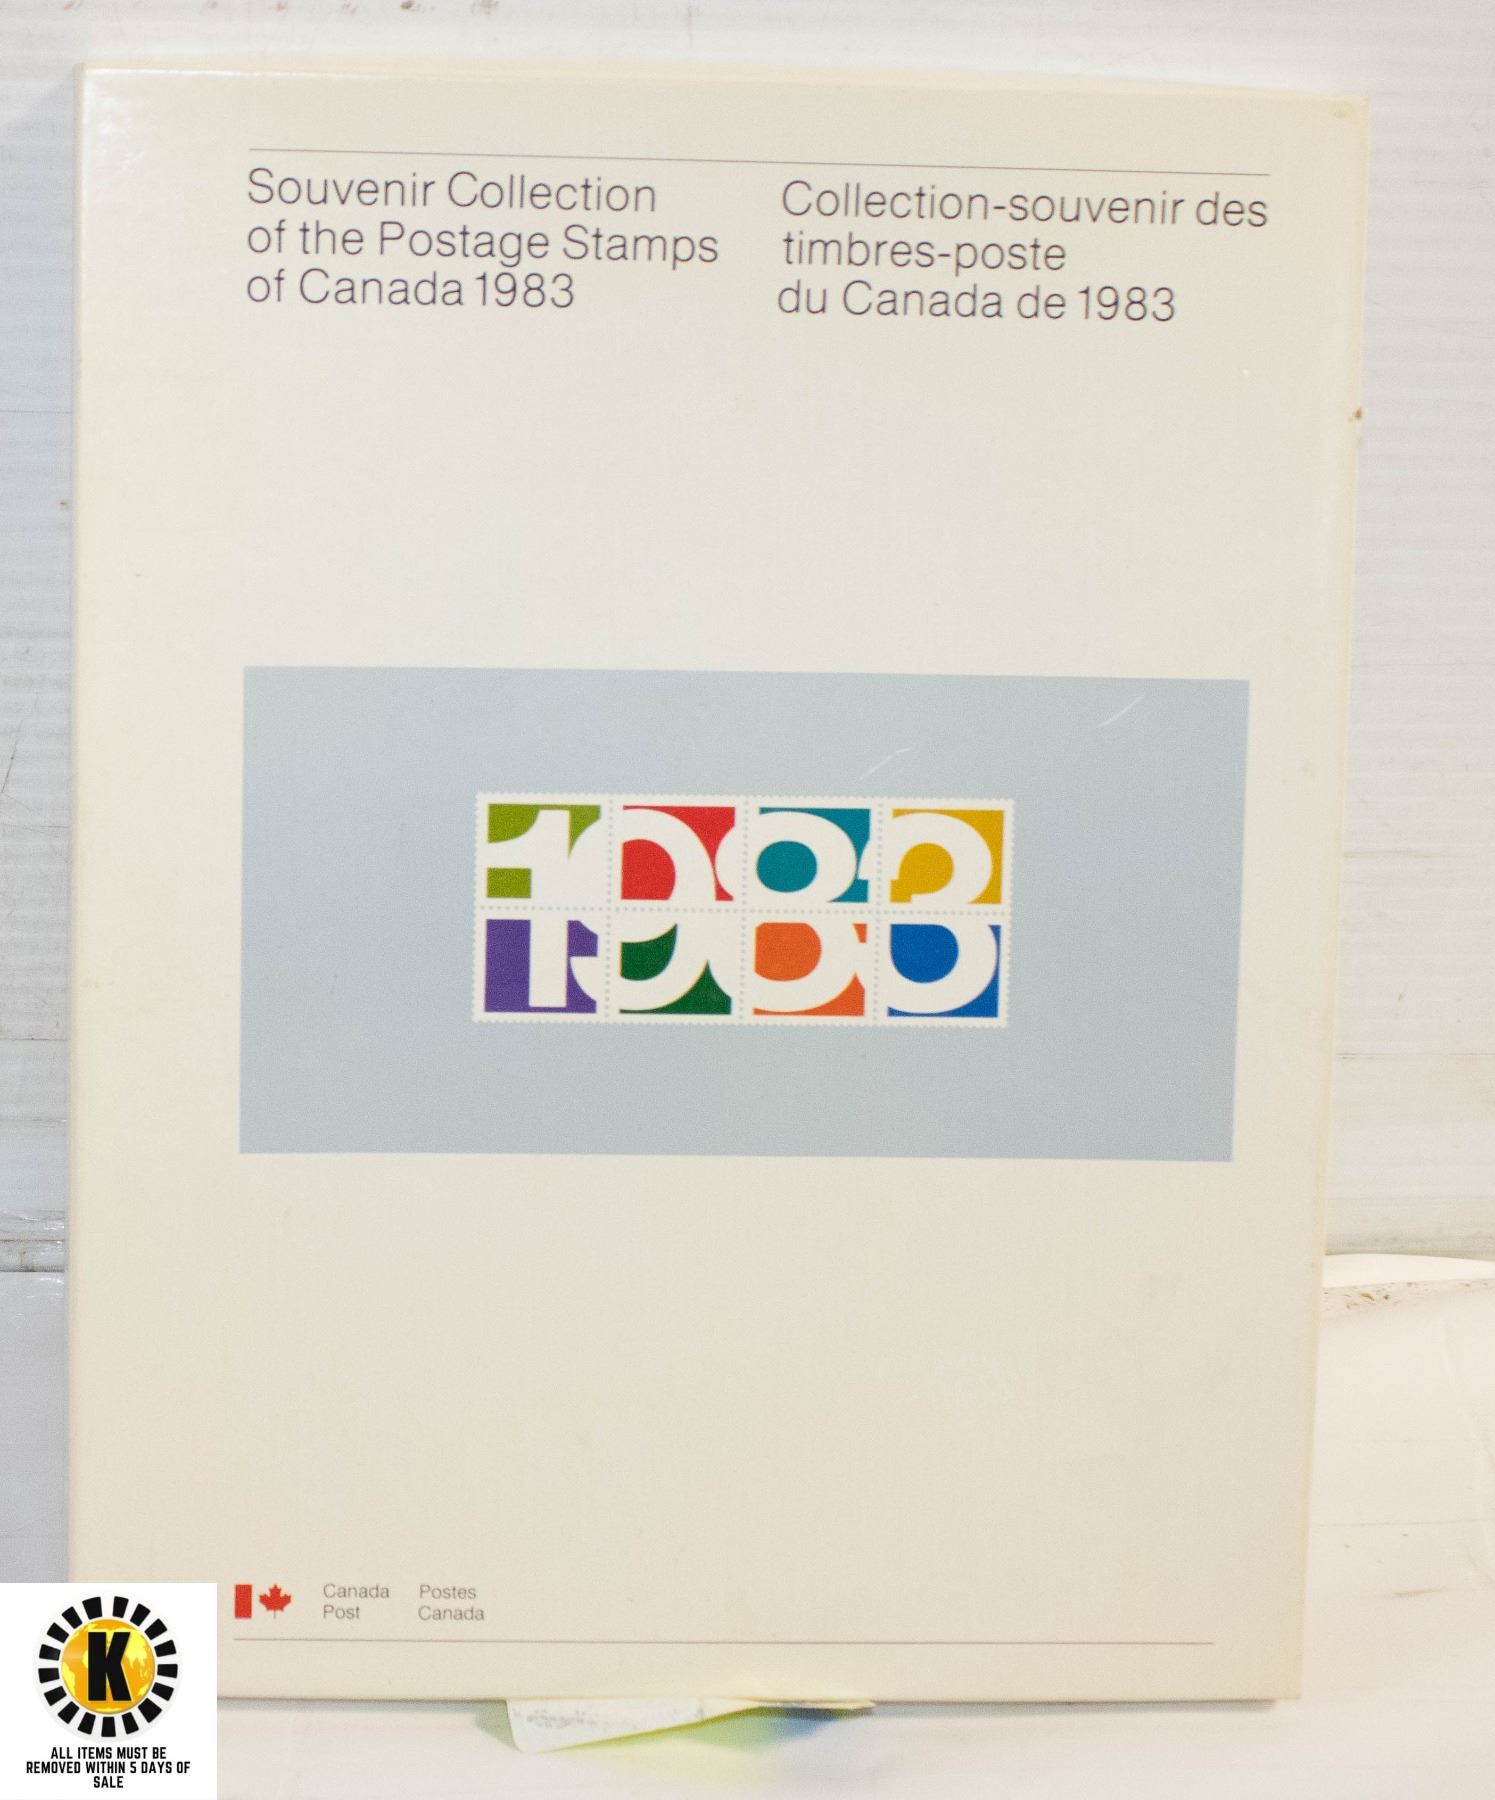 Souvenir Collection
of the Postage Stamps
of Canada 1983
Collection-souvenir des
timbres-poste
du Canada de 1983
1983
Canada
Post
Postes
Canada
K
ALL ITEMS MUST BE
REMOVED WITHIN 5 DAYS OF
SALE